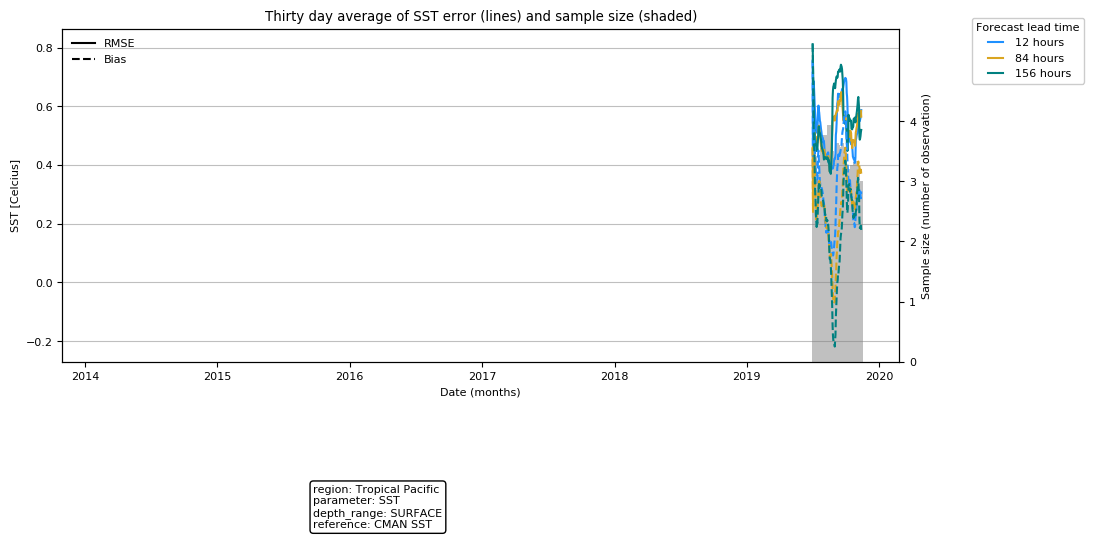 Thirty day average of SST error (lines) and sample size (shaded)
Forecast lead time
12 hours
84 hours
156 hours
RMSE
Bias
SST [Celcius]
0.8
0.6
0.4
0.2
0.0
−0.2
Sample size (number of observation)
4
3
2
1
0
2014
2015
2016
2017
2018
2019
2020
Date (months)
region: Tropical Pacific
parameter: SST
depth_range: SURFACE
reference: CMAN SST